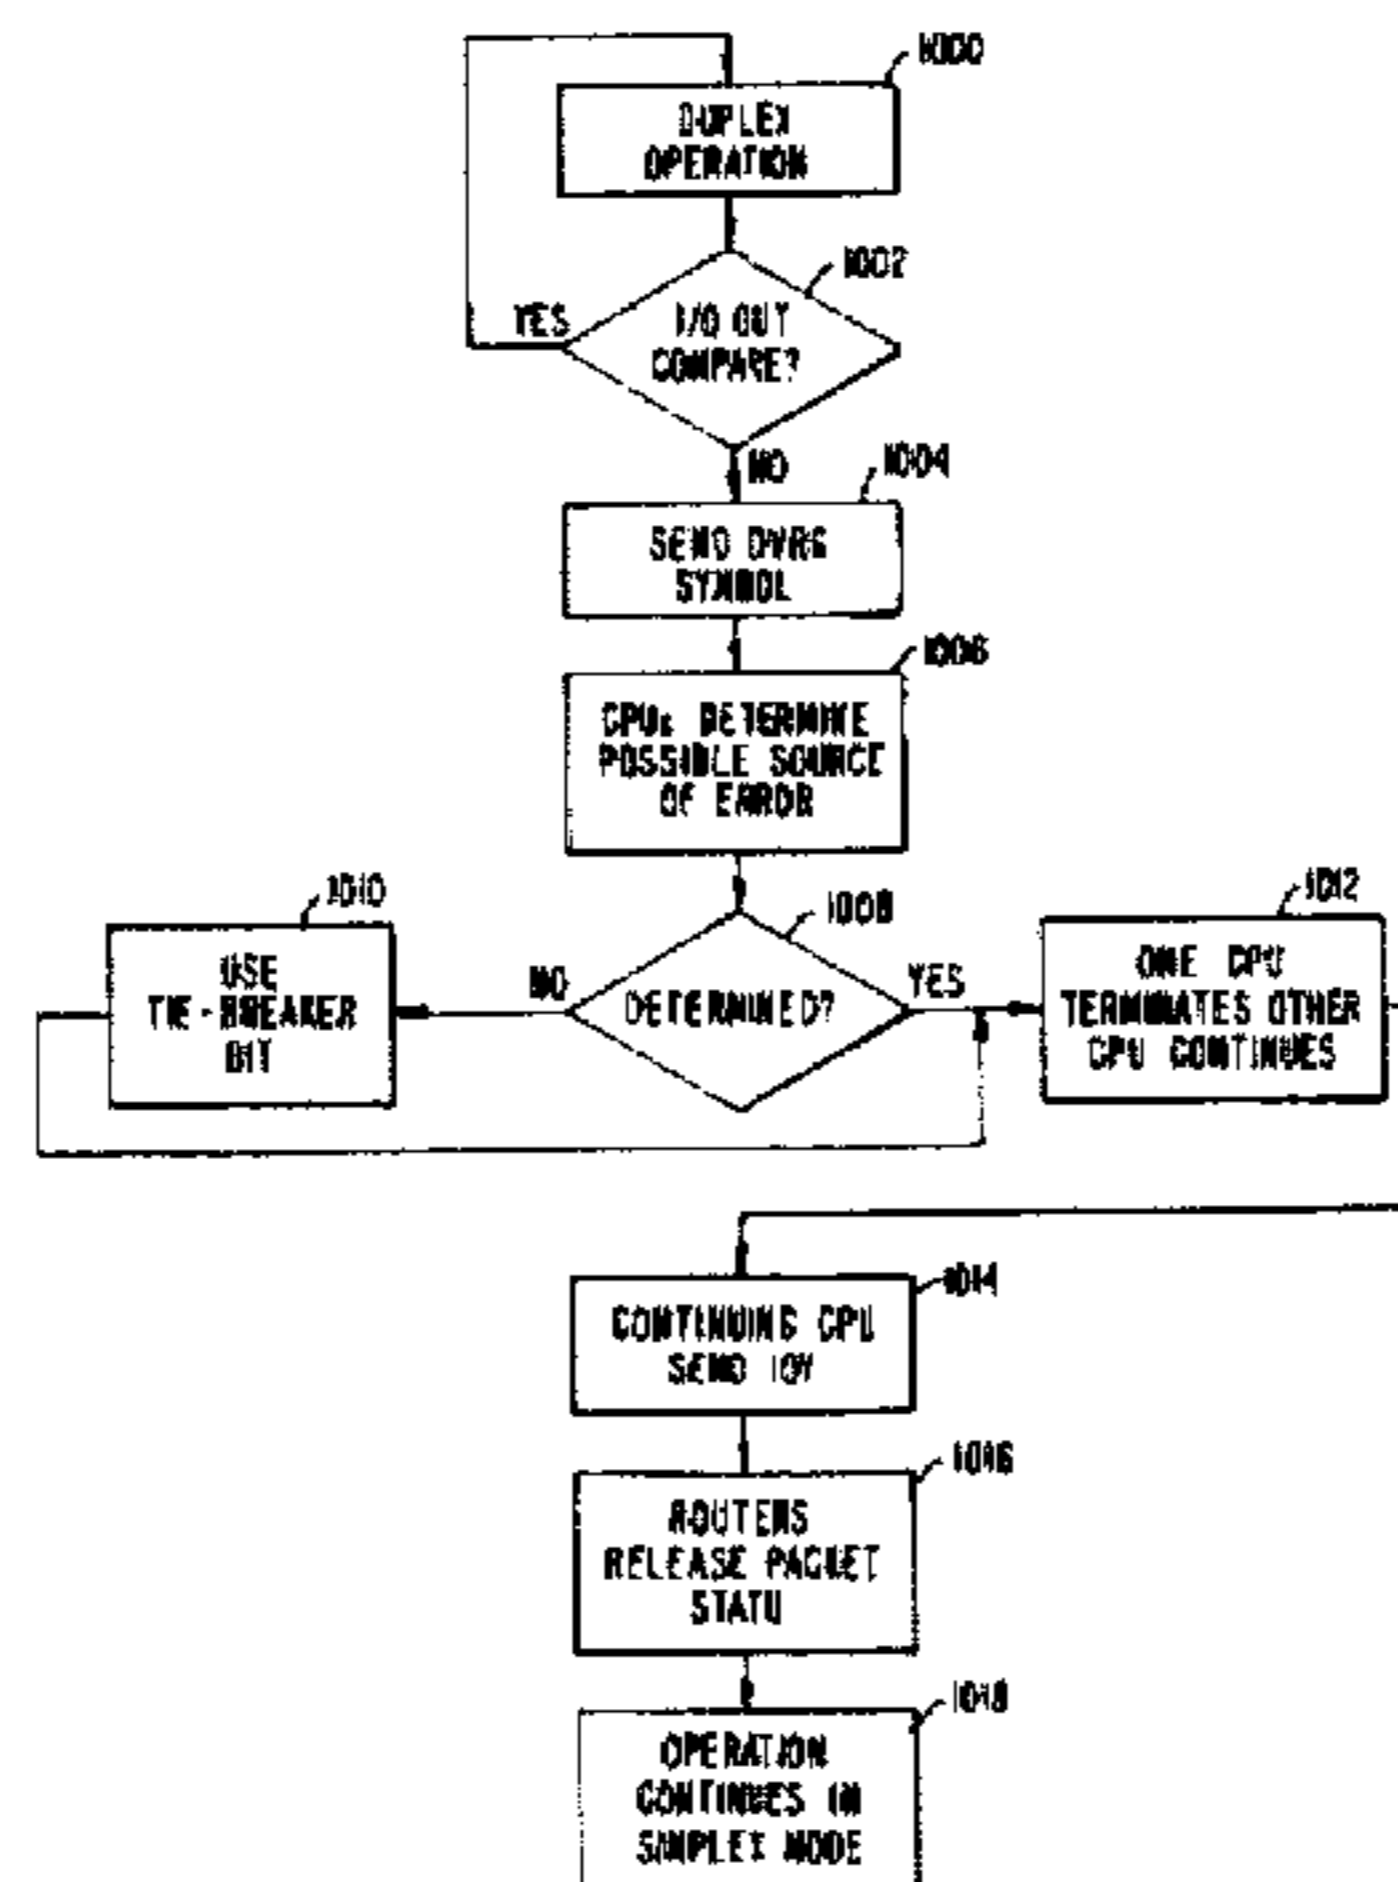 1000
DUPLEX
OPERATION
1002
I/O OUT
COMPARE?
YES
NO
1004
SEND DVRG
SYMBOL
1006
CPUs DETERMINE
POSSIBLE SOURCE
OF ERROR
1008
DETERMINED?
NO
YES
1010
USE
TIE-BREAKER
BIT
1012
ONE CPU
TERMINATES OTHER
CPU CONTINUES
1014
CONTINUING CPU
SEND IOY
1016
ROUTERS
RELEASE PACKET
STATU
1018
OPERATION
CONTINUES IN
SIMPLEX MODE